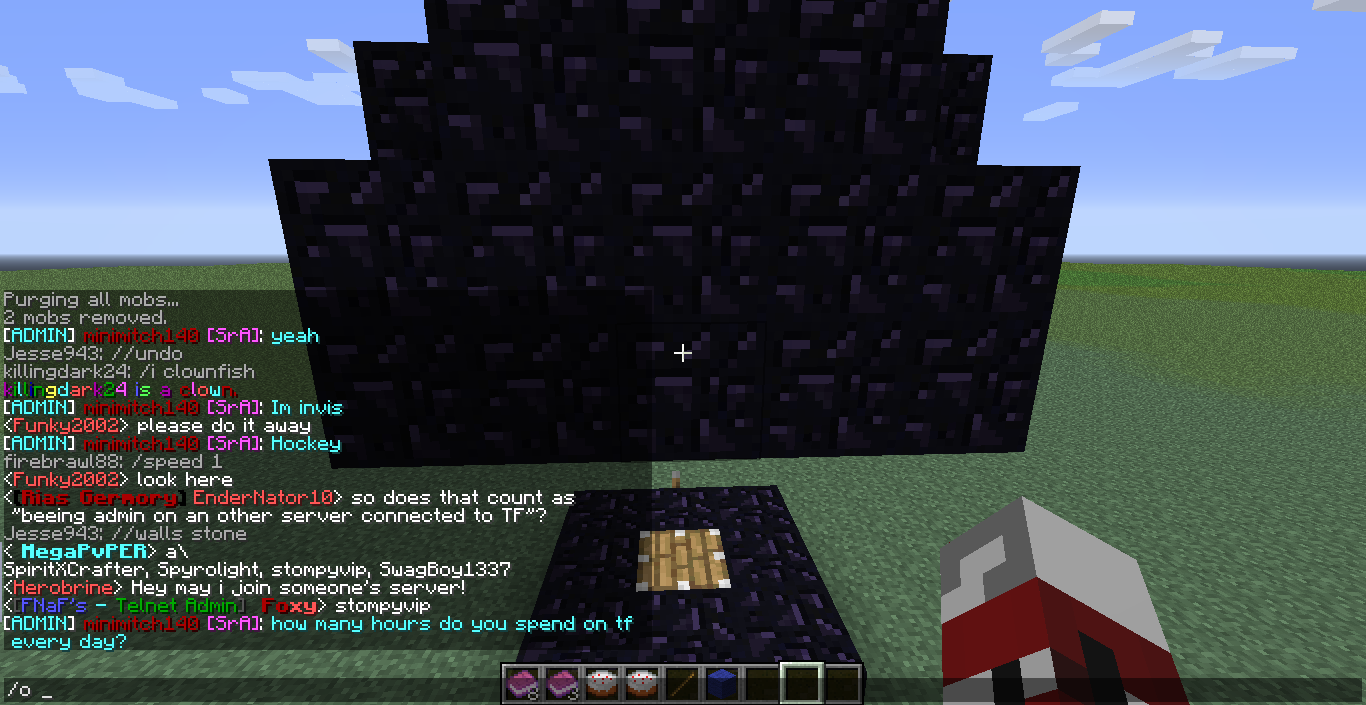 Purging all mobs...
2 mobs removed.
[ADMIN] minimitch140 [SrA]: yeah
Jesse943: //undo
killingdark24: /i clownfish
killingdark24 is a clown.
[ADMIN] minimitch140 [SrA]: Im invis
<Funky2002> please do it away
[ADMIN] minimitch140 [SrA]: Hockey
firebrawl88: /speed 1
<Funky2002> look here
<[Rias Germory] EnderNator10> so does that count as
"beeing admin on an other server connected to TF"?
Jesse943: //walls stone
< MegaPvPER> a\
SpiritXCrafter, Spyrolight, stompyvip, SwagBoy1337
<Herobrine> Hey may i join someone's server!
<[FNaF's - Telnet Admin] Foxy> stompyvip
[ADMIN] minimitch140 [SrA]: how many hours do you spend on tf
every day?
/o _
8 3